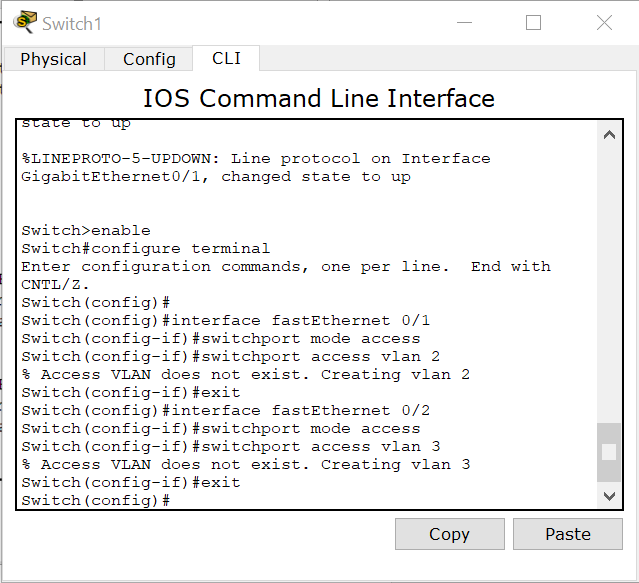 Switch1
Physical Config CLI
IOS Command Line Interface
state to up
%LINEPROTO-5-UPDOWN: Line protocol on Interface
GigabitEthernet0/1, changed state to up
Switch>enable
Switch#configure terminal
Enter configuration commands, one per line.  End with
CNTL/Z.
Switch(config)#
Switch(config)#interface fastEthernet 0/1
Switch(config-if)#switchport mode access
Switch(config-if)#switchport access vlan 2
% Access VLAN does not exist. Creating vlan 2
Switch(config-if)#exit
Switch(config)#interface fastEthernet 0/2
Switch(config-if)#switchport mode access
Switch(config-if)#switchport access vlan 3
% Access VLAN does not exist. Creating vlan 3
Switch(config-if)#exit
Switch(config)#
Copy Paste